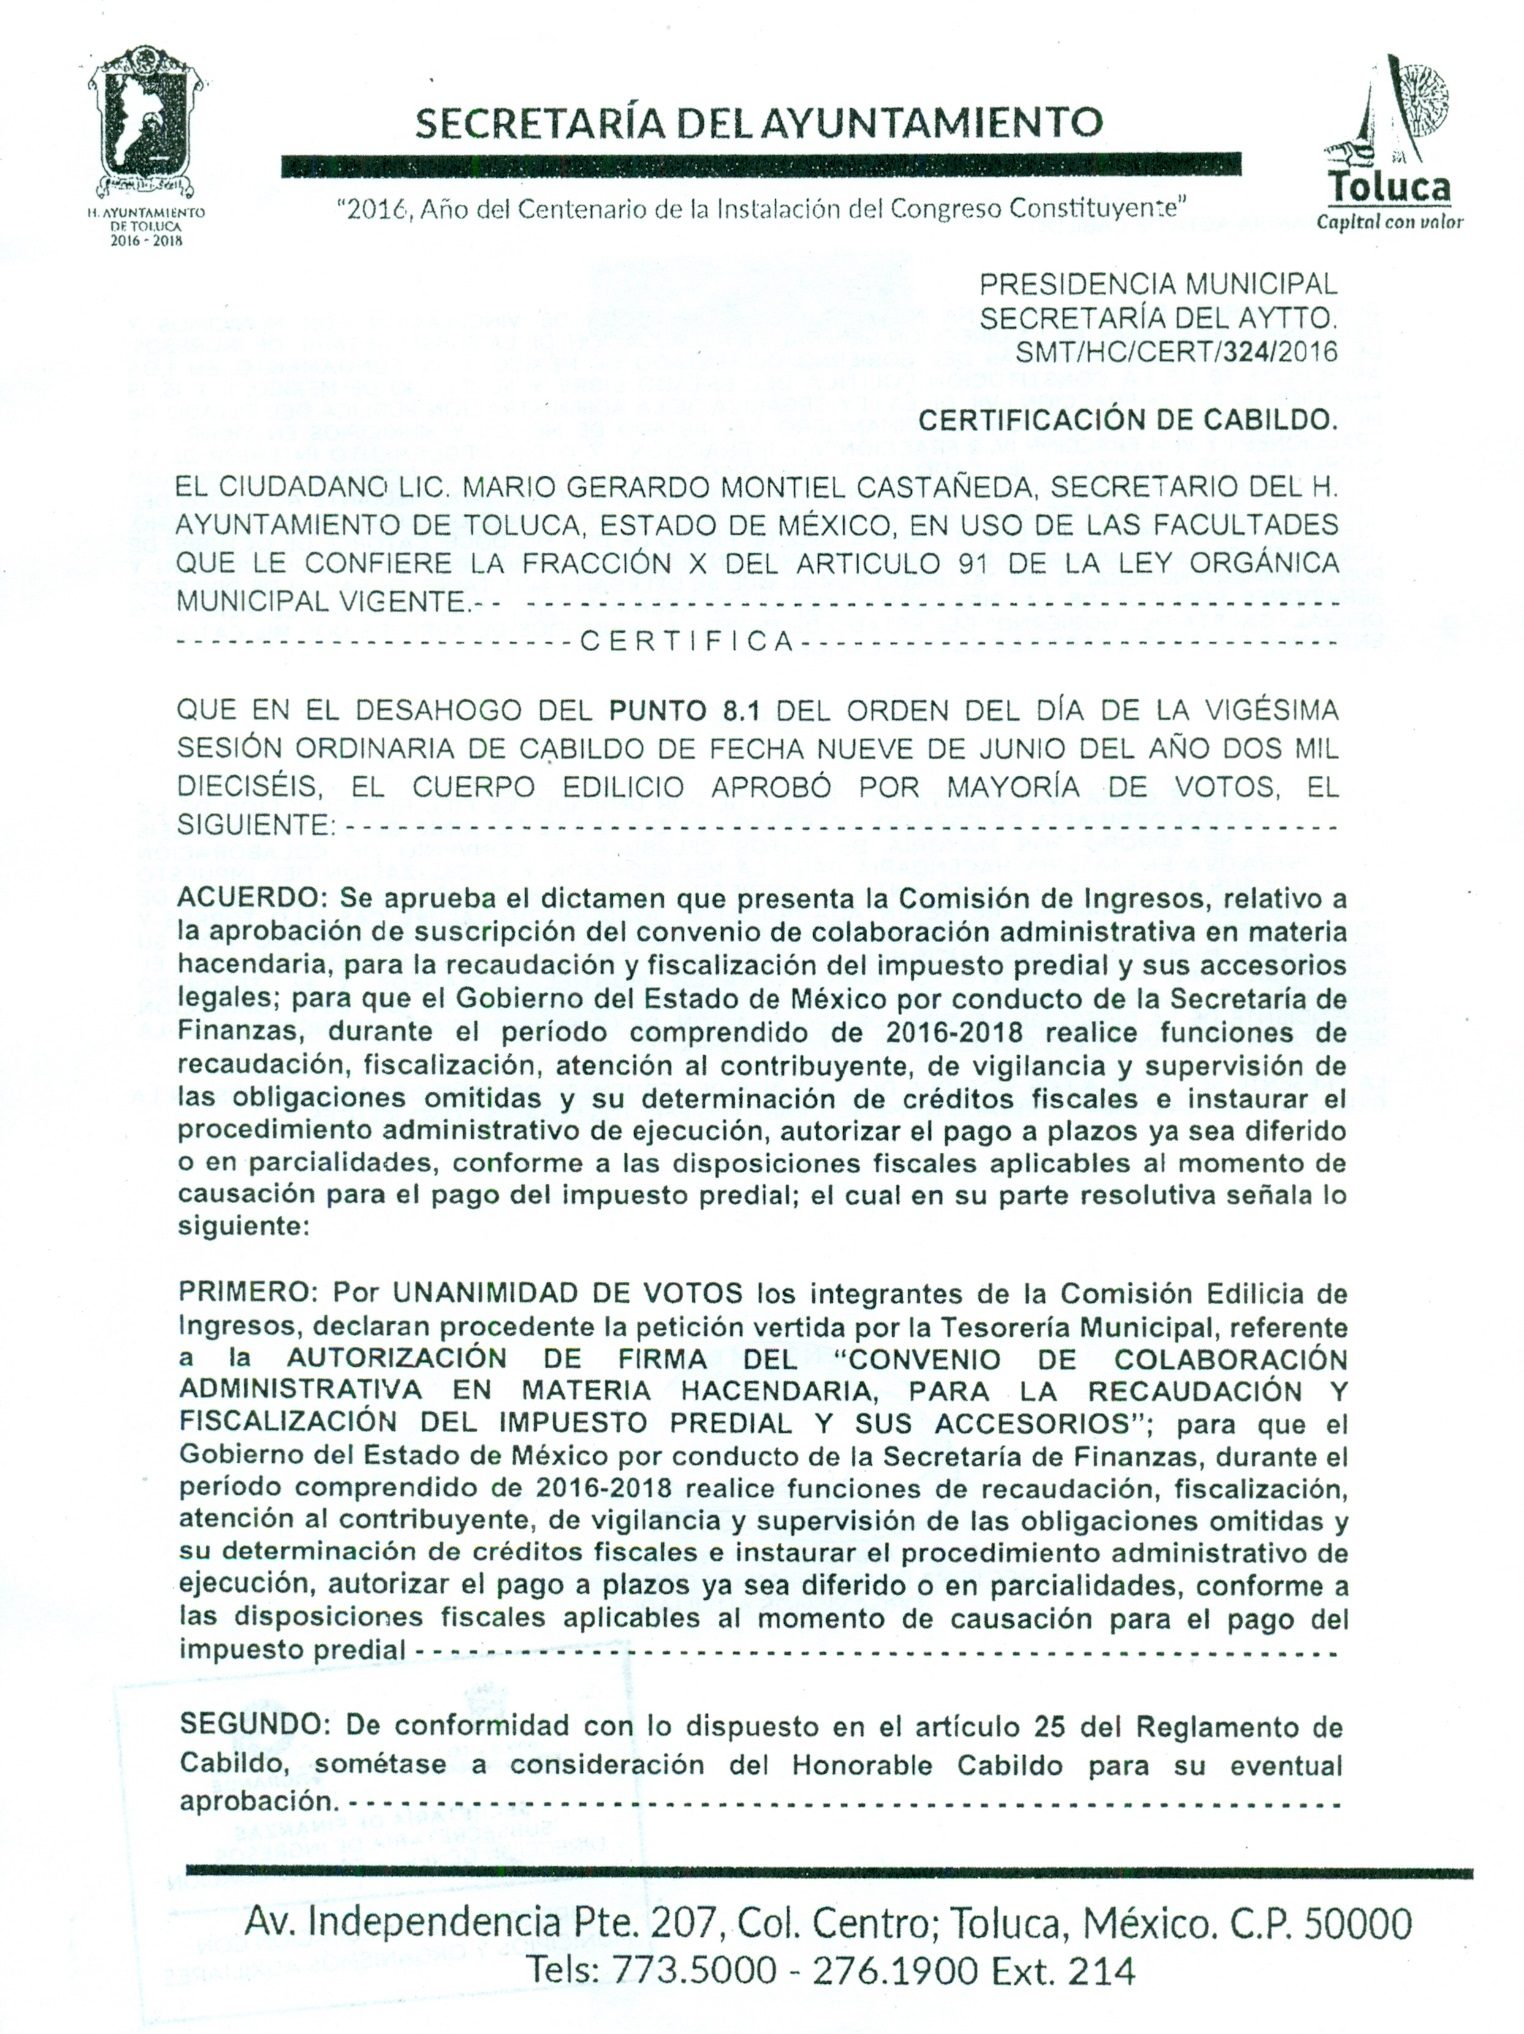 SECRETARÍA DEL AYUNTAMIENTO
"2016, Año del Centenario de la Instalación del Congreso Constituyente"
H. AYUNTAMIENTO
DE TOLUCA
2016 - 2018
Toluca
Capital con valor
PRESIDENCIA MUNICIPAL
SECRETARÍA DEL AYTTO.
SMT/HC/CERT/324/2016
CERTIFICACIÓN DE CABILDO.
EL CIUDADANO LIC. MARIO GERARDO MONTIEL CASTAÑEDA, SECRETARIO DEL H.
AYUNTAMIENTO DE TOLUCA, ESTADO DE MÉXICO, EN USO DE LAS FACULTADES
QUE LE CONFIERE LA FRACCIÓN X DEL ARTICULO 91 DE LA LEY ORGÁNICA
MUNICIPAL VIGENTE.-- - - - - - - - - - - - - - - - - - - - - - - - - - - - - - - - - - - - - - -
- - - - - - - - - - - - - - - - - - - - - - - C E R T I F I C A - - - - - - - - - - - - - - - - - - - - - - - - - - - - - - -
QUE EN EL DESAHOGO DEL PUNTO 8.1 DEL ORDEN DEL DÍA DE LA VIGÉSIMA
SESIÓN ORDINARIA DE CABILDO DE FECHA NUEVE DE JUNIO DEL AÑO DOS MIL
DIECISÉIS, EL CUERPO EDILICIO APROBÓ POR MAYORÍA DE VOTOS, EL
SIGUIENTE: - - - - - - - - - - - - - - - - - - - - - - - - - - - - - - - - - - - - - - - - - - - - - - - - - - - - - - - -
ACUERDO: Se aprueba el dictamen que presenta la Comisión de Ingresos, relativo a
la aprobación de suscripción del convenio de colaboración administrativa en materia
hacendaria, para la recaudación y fiscalización del impuesto predial y sus accesorios
legales; para que el Gobierno del Estado de México por conducto de la Secretaría de
Finanzas, durante el período comprendido de 2016-2018 realice funciones de
recaudación, fiscalización, atención al contribuyente, de vigilancia y supervisión de
las obligaciones omitidas y su determinación de créditos fiscales e instaurar el
procedimiento administrativo de ejecución, autorizar el pago a plazos ya sea diferido
o en parcialidades, conforme a las disposiciones fiscales aplicables al momento de
causación para el pago del impuesto predial; el cual en su parte resolutiva señala lo
siguiente:
PRIMERO: Por UNANIMIDAD DE VOTOS los integrantes de la Comisión Edilicia de
Ingresos, declaran procedente la petición vertida por la Tesorería Municipal, referente
a la AUTORIZACIÓN DE FIRMA DEL "CONVENIO DE COLABORACIÓN
ADMINISTRATIVA EN MATERIA HACENDARIA, PARA LA RECAUDACIÓN Y
FISCALIZACIÓN DEL IMPUESTO PREDIAL Y SUS ACCESORIOS"; para que el
Gobierno del Estado de México por conducto de la Secretaría de Finanzas, durante el
período comprendido de 2016-2018 realice funciones de recaudación, fiscalización,
atención al contribuyente, de vigilancia y supervisión de las obligaciones omitidas y
su determinación de créditos fiscales e instaurar el procedimiento administrativo de
ejecución, autorizar el pago a plazos ya sea diferido o en parcialidades, conforme a
las disposiciones fiscales aplicables al momento de causación para el pago del
impuesto predial - - - - - - - - - - - - - - - - - - - - - - - - - - - - - - - - - - - - - - - - - - - - - - - - -
SEGUNDO: De conformidad con lo dispuesto en el artículo 25 del Reglamento de
Cabildo, sométase a consideración del Honorable Cabildo para su eventual
aprobación. - - - - - - - - - - - - - - - - - - - - - - - - - - - - - - - - - - - - - - - - - - - - - - - - - - - -
Av. Independencia Pte. 207, Col. Centro; Toluca, México. C.P. 50000
Tels: 773.5000 - 276.1900 Ext. 214